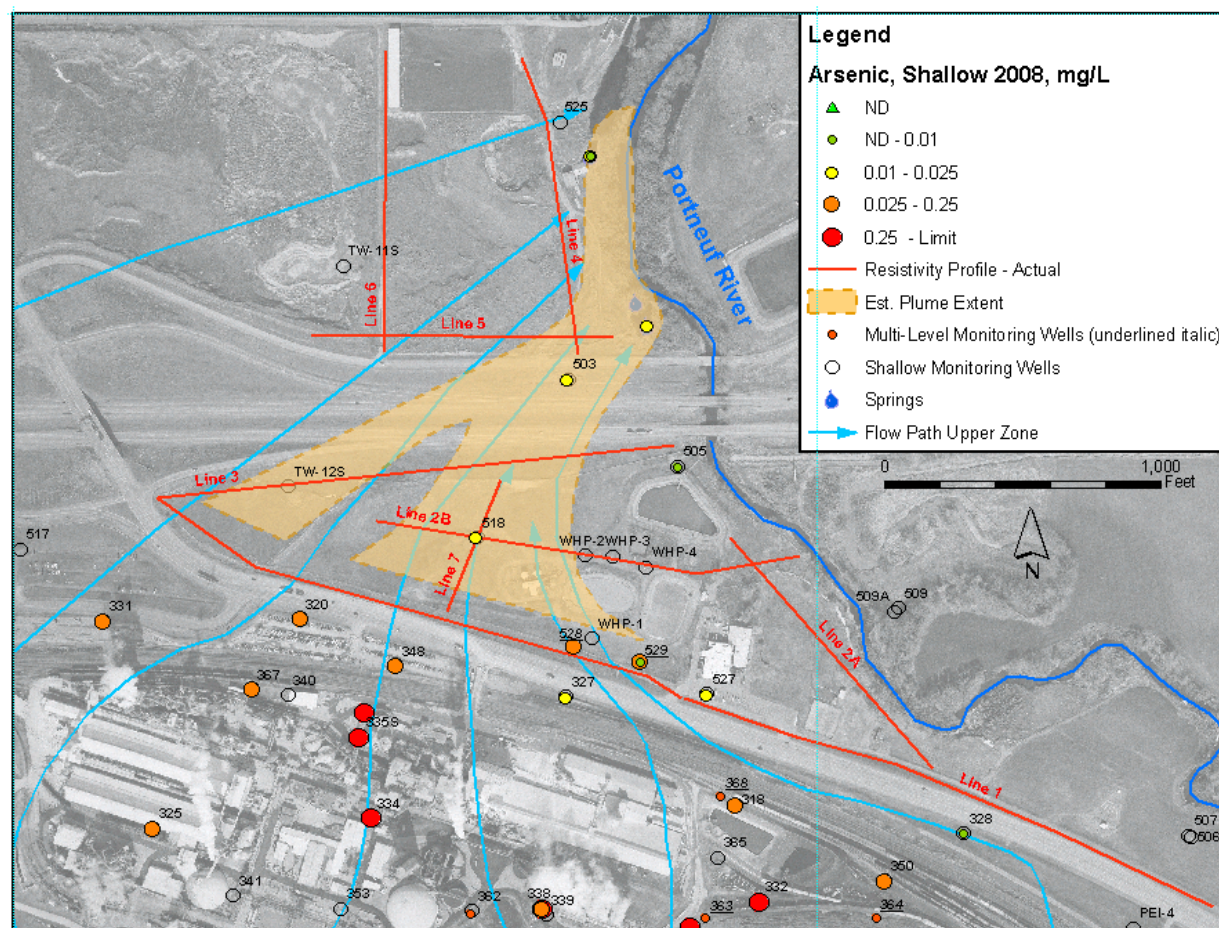 Legend
Arsenic, Shallow 2008, mg/L
ND
ND - 0.01
0.01 - 0.025
0.025 - 0.25
0.25 - Limit
Resistivity Profile - Actual
Est. Plume Extent
Multi-Level Monitoring Wells (underlined italic)
Shallow Monitoring Wells
Springs
Flow Path Upper Zone
0 1,000
Feet
N
525
Portneuf River
Line 4
TW-11S
Line 6
Line 5
503
505
TW-12S
Line 3
Line 2B
518
517
WHP-2 WHP-3
WHP-4
Line 7
509
509A
331
320
WHP-1
528
529
Line 2A
348
367
340
327
527
335S
Line 1
368
318
334
325
328
507
506
365
350
341
353
362
338
339
332
363
364
PEI-4